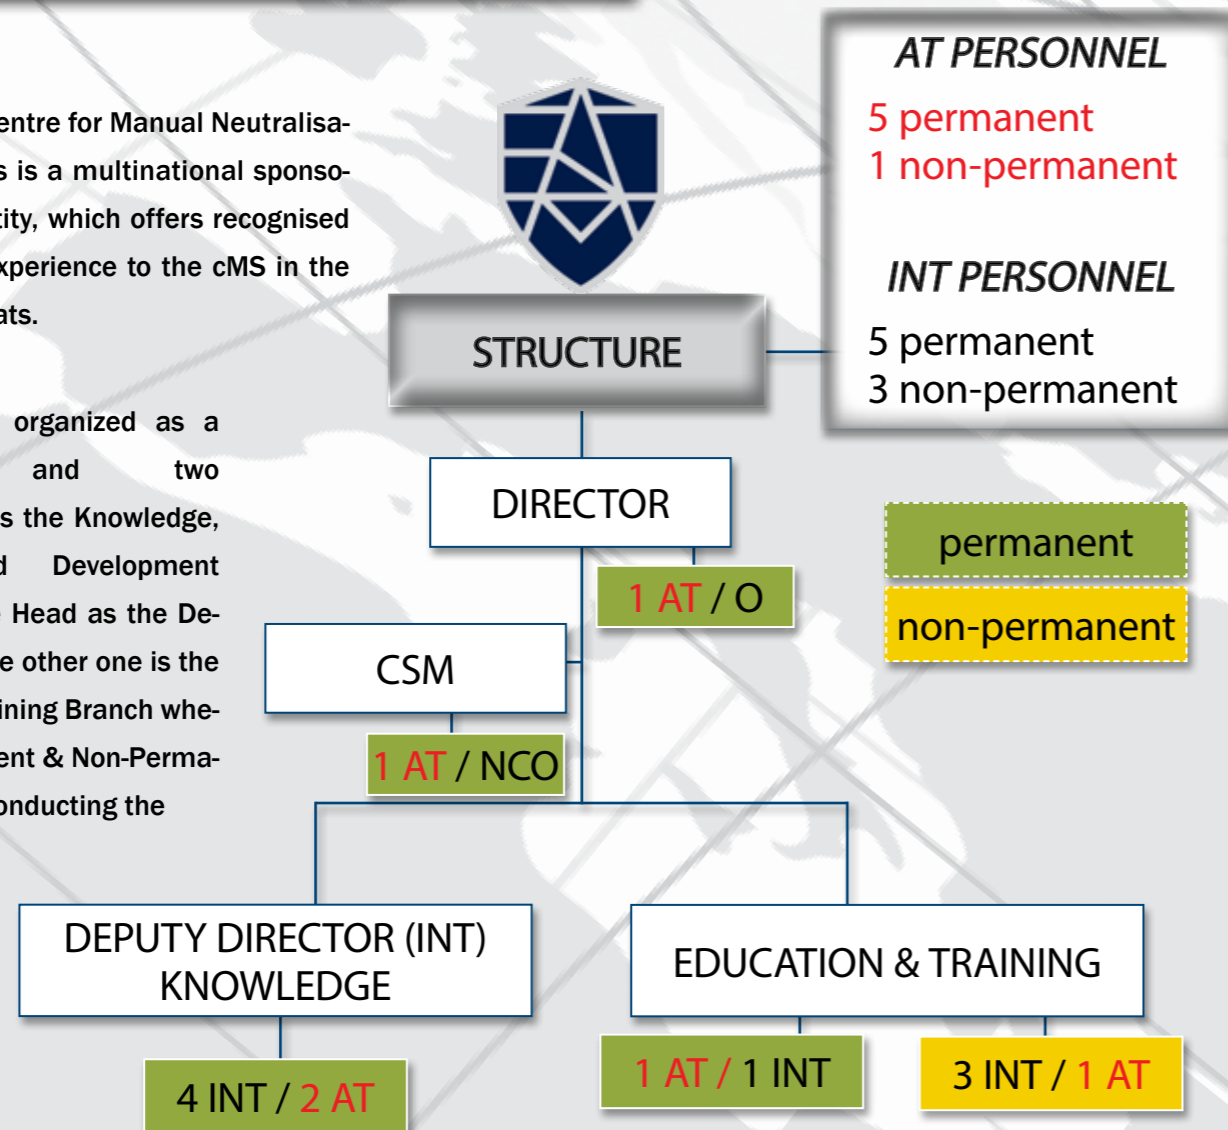 entre for Manual Neutralisa-
s is a multinational sponso-
tity, which offers recognised
xperience to the cMS in the
ats.
organized as a
and two
s the Knowledge,
d Development
e Head as the De-
e other one is the
ining Branch whe-
ent & Non-Perma-
onducting the
AT PERSONNEL
5 permanent
1 non-permanent
INT PERSONNEL
5 permanent
3 non-permanent
STRUCTURE
DIRECTOR
1 AT / O
permanent
non-permanent
CSM
1 AT / NCO
DEPUTY DIRECTOR (INT)
KNOWLEDGE
4 INT / 2 AT
EDUCATION & TRAINING
1 AT / 1 INT
3 INT / 1 AT